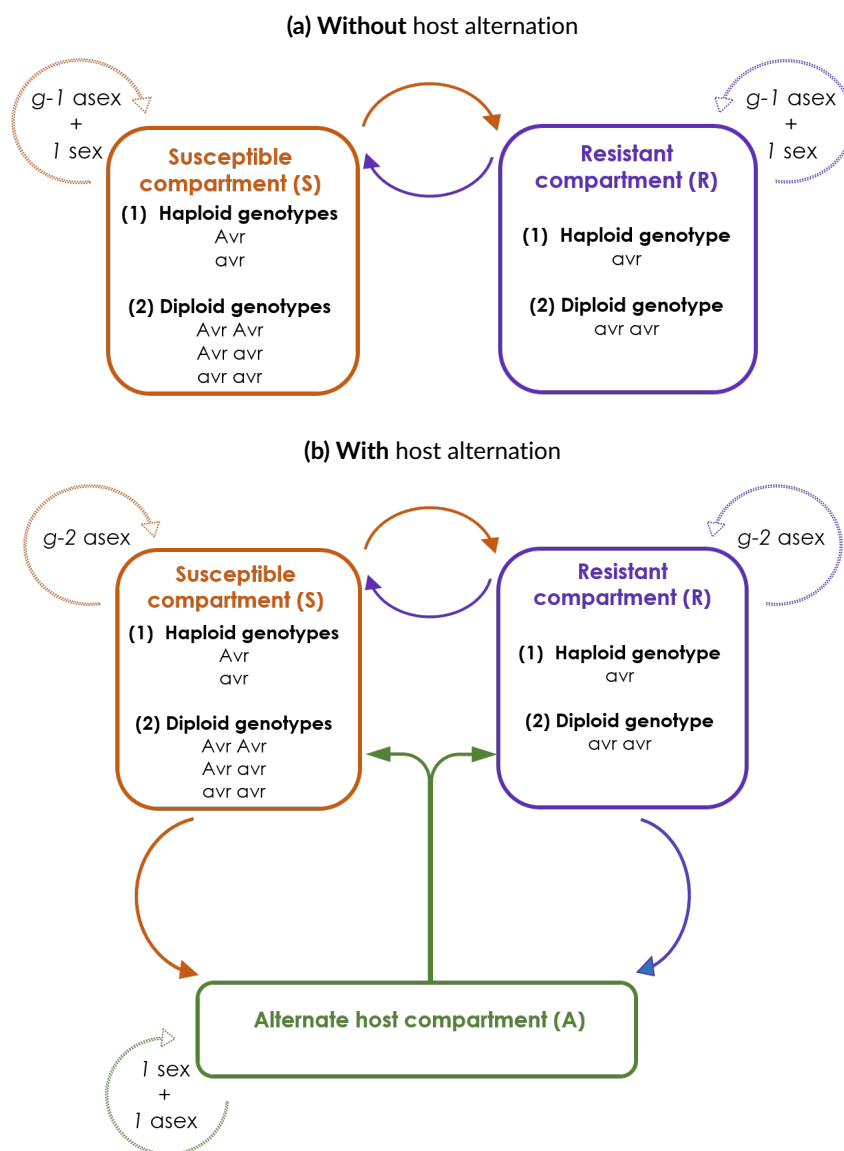 (a) Without host alternation
g-1 asex
+
1 sex
Susceptible
compartment (S)
(1) Haploid genotypes
Avr
avr
(2) Diploid genotypes
Avr Avr
Avr avr
avr avr
Resistant
compartment (R)
(1) Haploid genotype
avr
(2) Diploid genotype
avr avr
g-1 asex
+
1 sex
(b) With host alternation
g-2 asex
Susceptible
compartment (S)
(1) Haploid genotypes
Avr
avr
(2) Diploid genotypes
Avr Avr
Avr avr
avr avr
Resistant
compartment (R)
(1) Haploid genotype
avr
(2) Diploid genotype
avr avr
g-2 asex
Alternate host compartment (A)
1 sex
+
1 asex